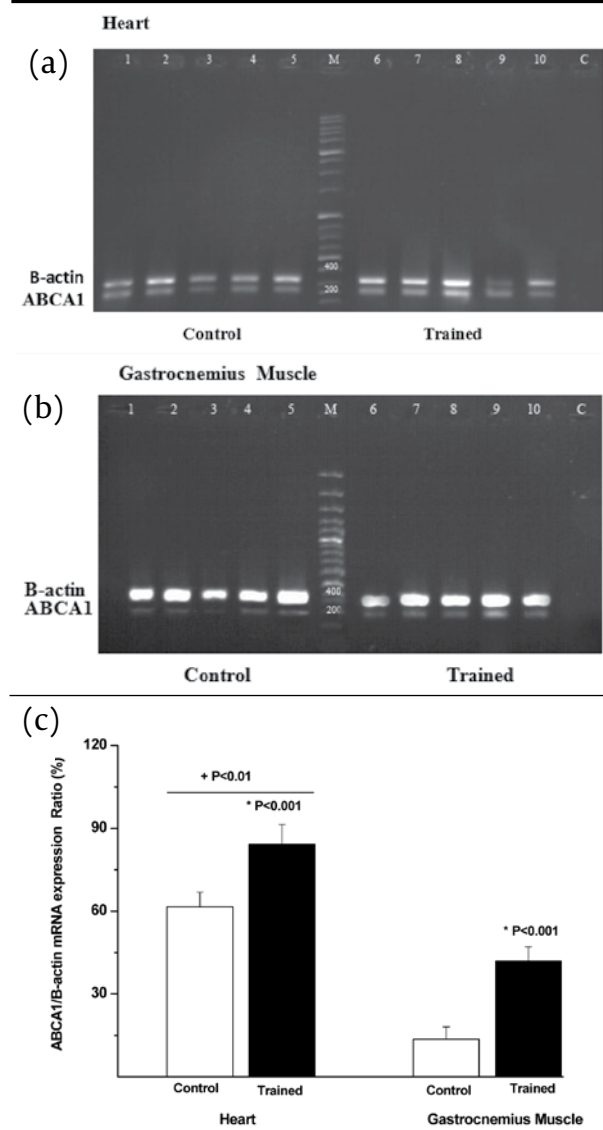 Heart
(a)
1 2 3 4 5 M 6 7 8 9 10 C
400
200
B-actin
ABCA1
Control Trained
Gastrocnemius Muscle
(b)
1 2 3 4 5 M 6 7 8 9 10 C
400
200
B-actin
ABCA1
Control Trained
(c)
ABCA1/B-actin mRNA expression Ratio (%)
120
90
60
30
+ P<0.01
* P<0.001
* P<0.001
Control Trained Control Trained
Heart Gastrocnemius Muscle